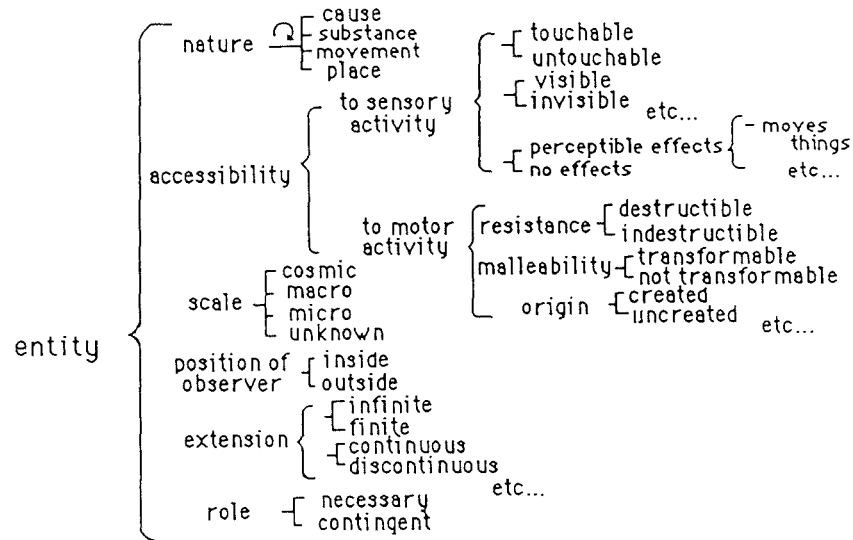 entity
nature
cause
substance
movement
place
accessibility
to sensory
activity
touchable
untouchable
visible
invisible
etc...
perceptible effects
no effects
- moves
things
etc...
to motor
activity
resistance
destructible
indestructible
malleability
transformable
not transformable
origin
created
uncreated
etc...
scale
cosmic
macro
micro
unknown
position of
observer
inside
outside
extension
infinite
finite
continuous
discontinuous
etc...
role
necessary
contingent